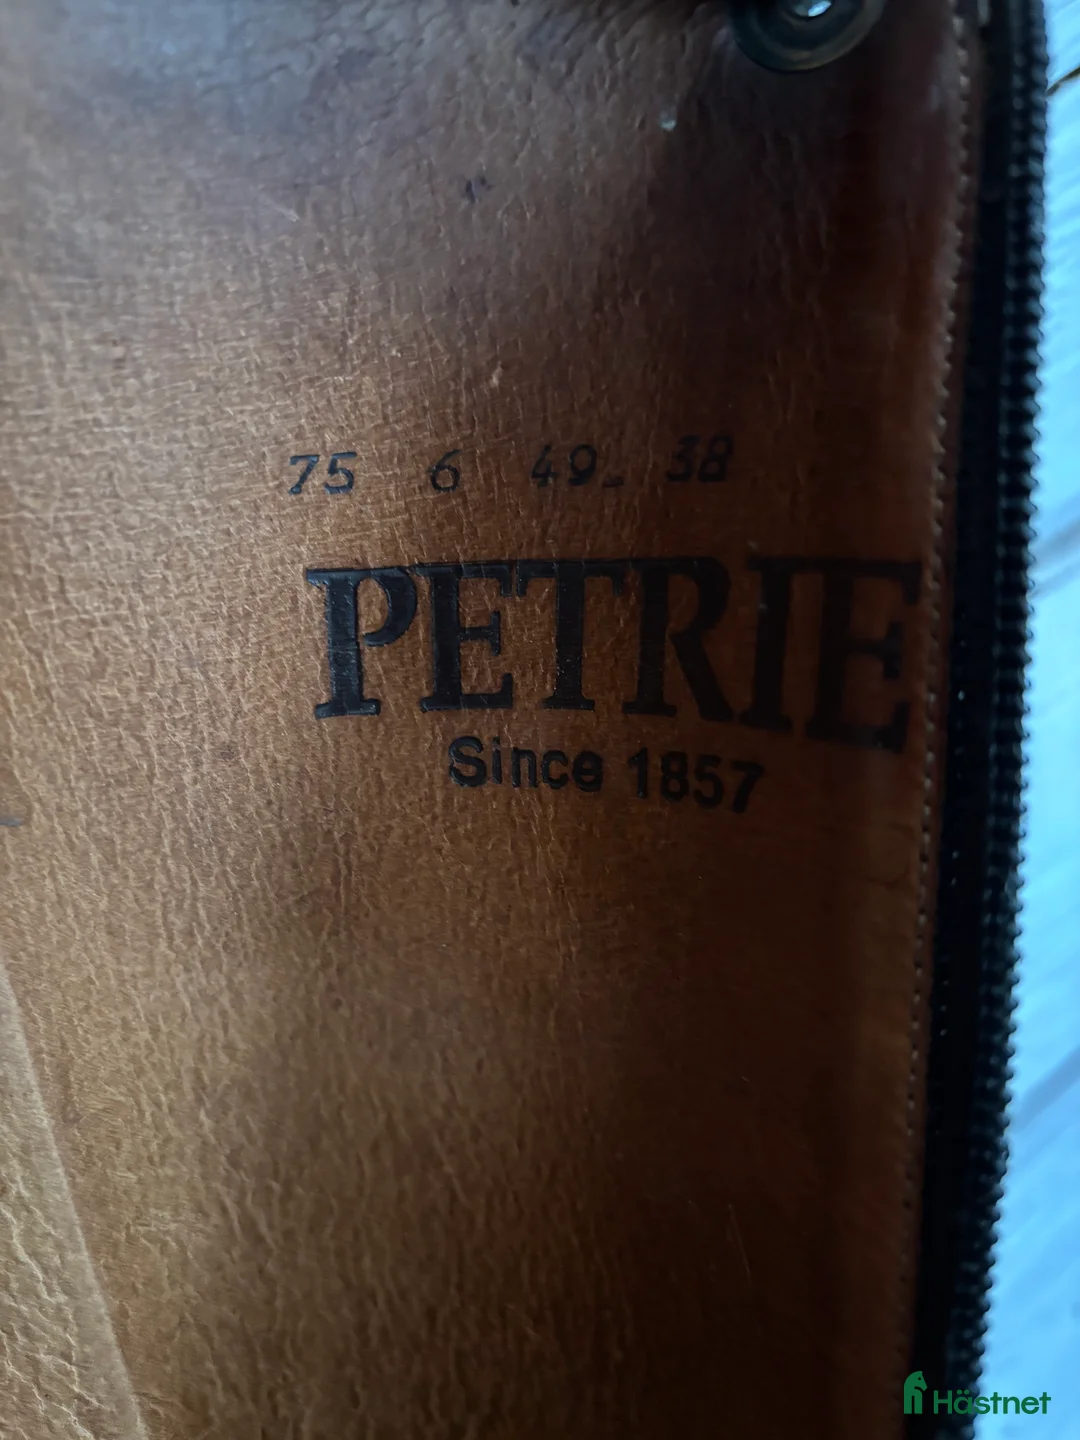 75 6 49- 38
PETRIE
Since 1857
Hästnet